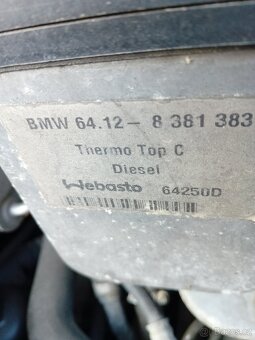 BMW 64.12- 8 381 383
Thermo Top C
Diesel
Webasto 64250D